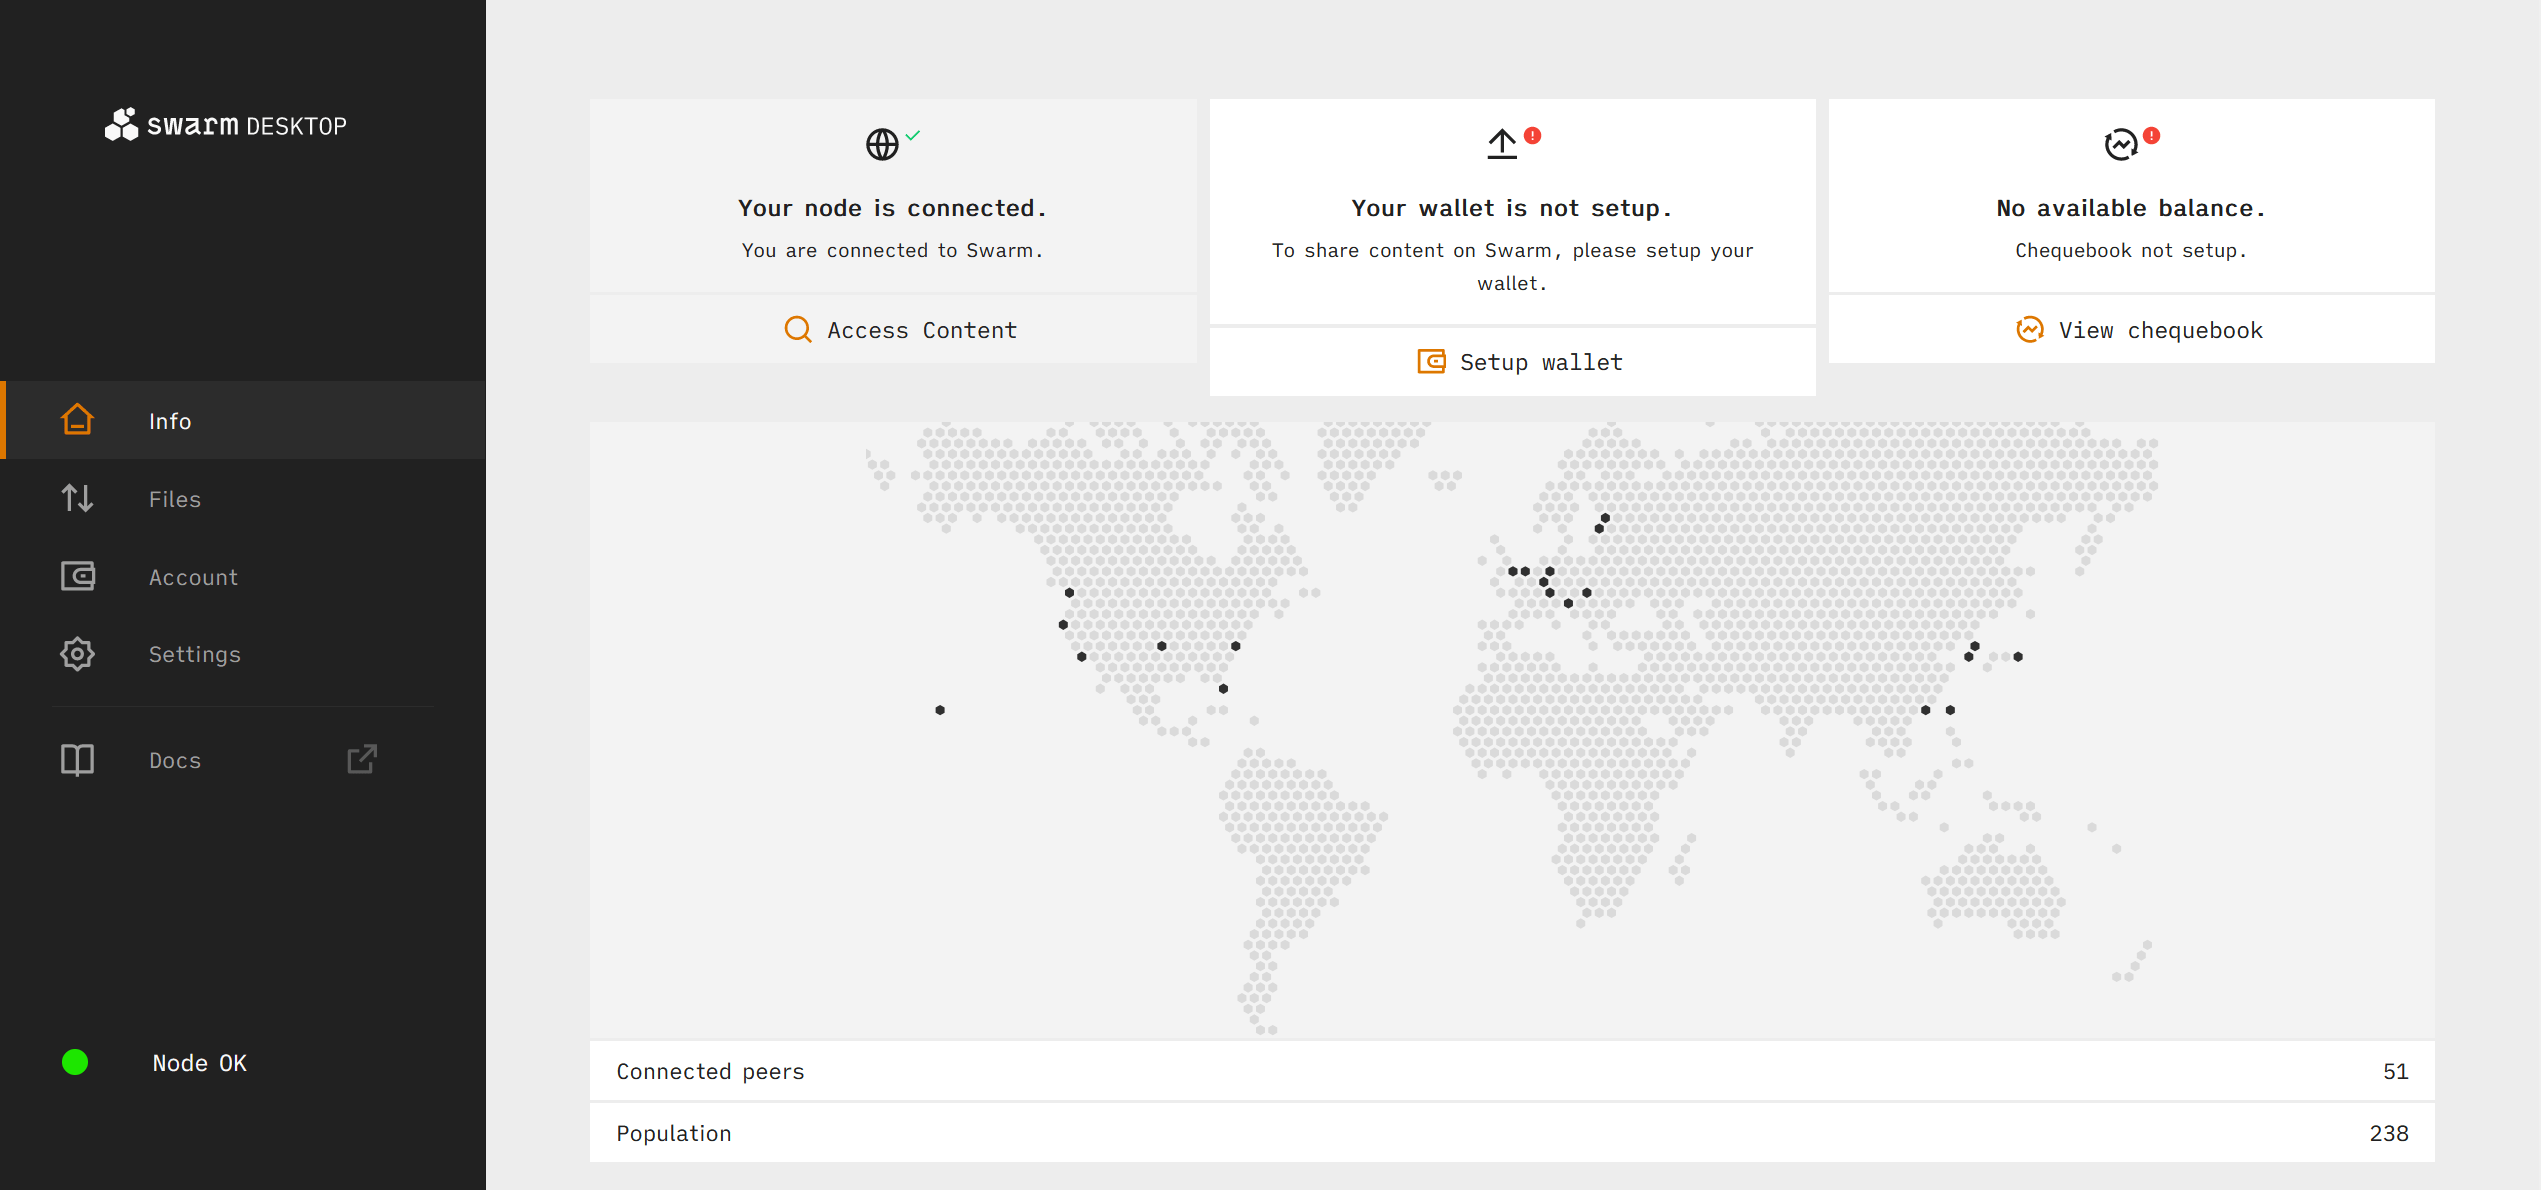 swarm DESKTOP
Info
Files
Account
Settings
Docs
Node OK
Your node is connected.
You are connected to Swarm.
Access Content
Your wallet is not setup.
To share content on Swarm, please setup your
wallet.
Setup wallet
No available balance.
Chequebook not setup.
View chequebook
Connected peers 51
Population 238